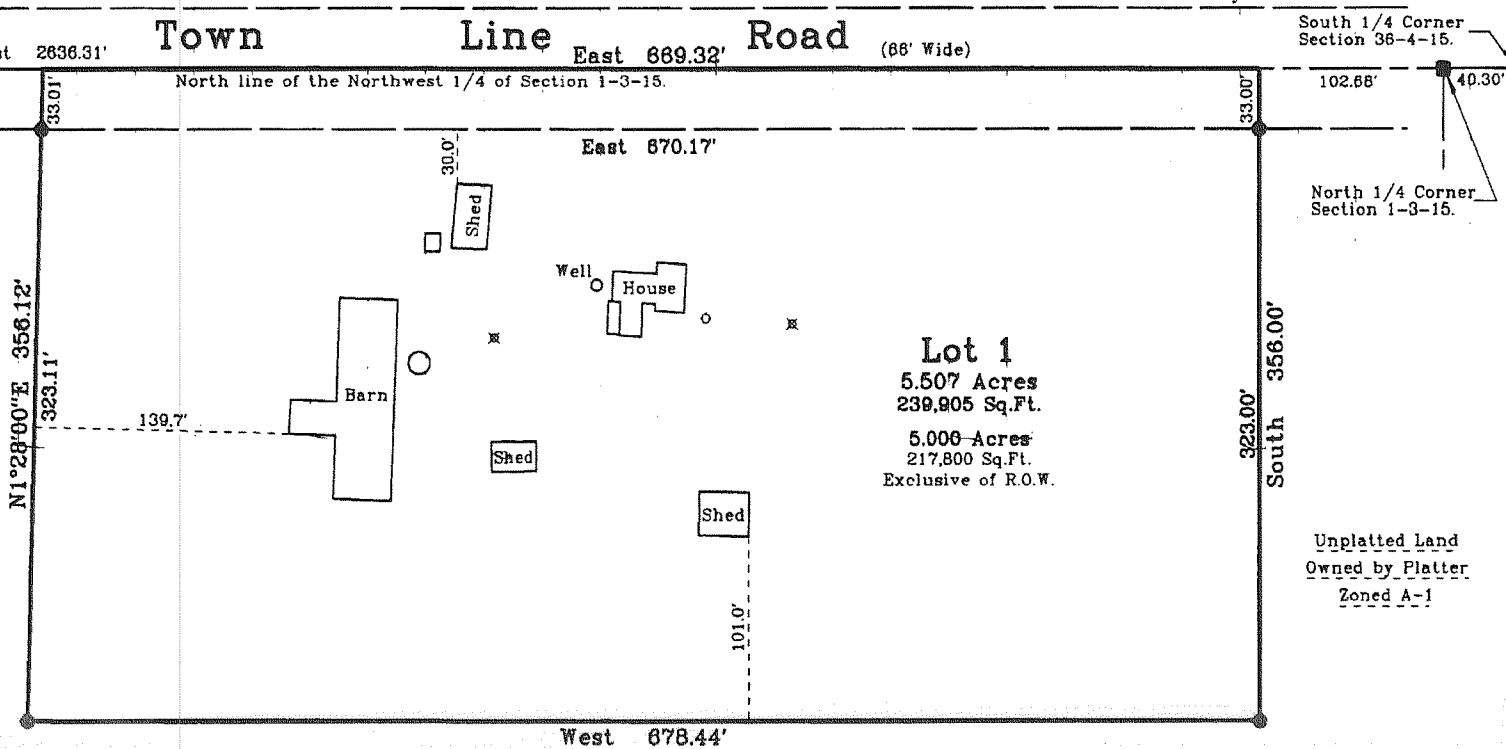 South 1/4 Corner
Section 36-4-15.
Town Line Road (66' Wide)
2636.31'
East 669.32'
North line of the Northwest 1/4 of Section 1-3-15.
102.68'
40.30'
33.01'
33.00'
East 670.17'
30.0'
North 1/4 Corner
Section 1-3-15.
Shed
Well
House
N1°28'00"E 356.12'
323.11'
Barn
139.7'
Shed
Lot 1
5.507 Acres
239,905 Sq.Ft.
5.000 Acres
217,800 Sq.Ft.
Exclusive of R.O.W.
323.00'
South 356.00'
Shed
101.0'
Unplatted Land
Owned by Platter
Zoned A-1
West 678.44'